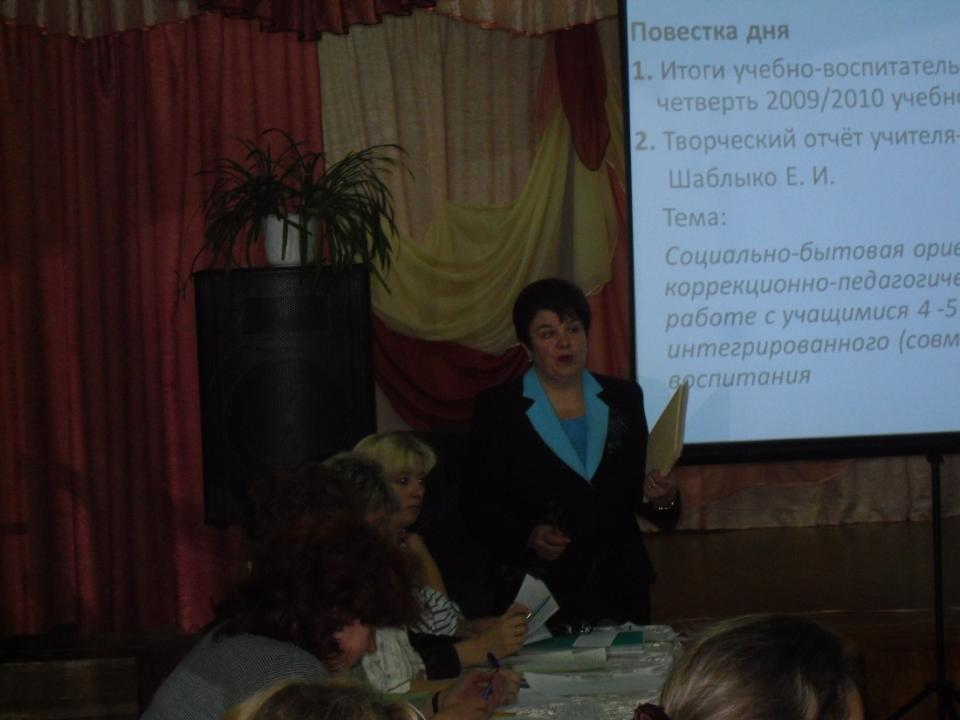 Повестка дня
1. Итоги учебно-воспитатель
четверть 2009/2010 учебн
2. Творческий отчёт учителя-
Шаблыко Е. И.
Тема:
Социально-бытовая орие
коррекционно-педагогиче
работе с учащимися 4 -5
интегрированного (совм
воспитания